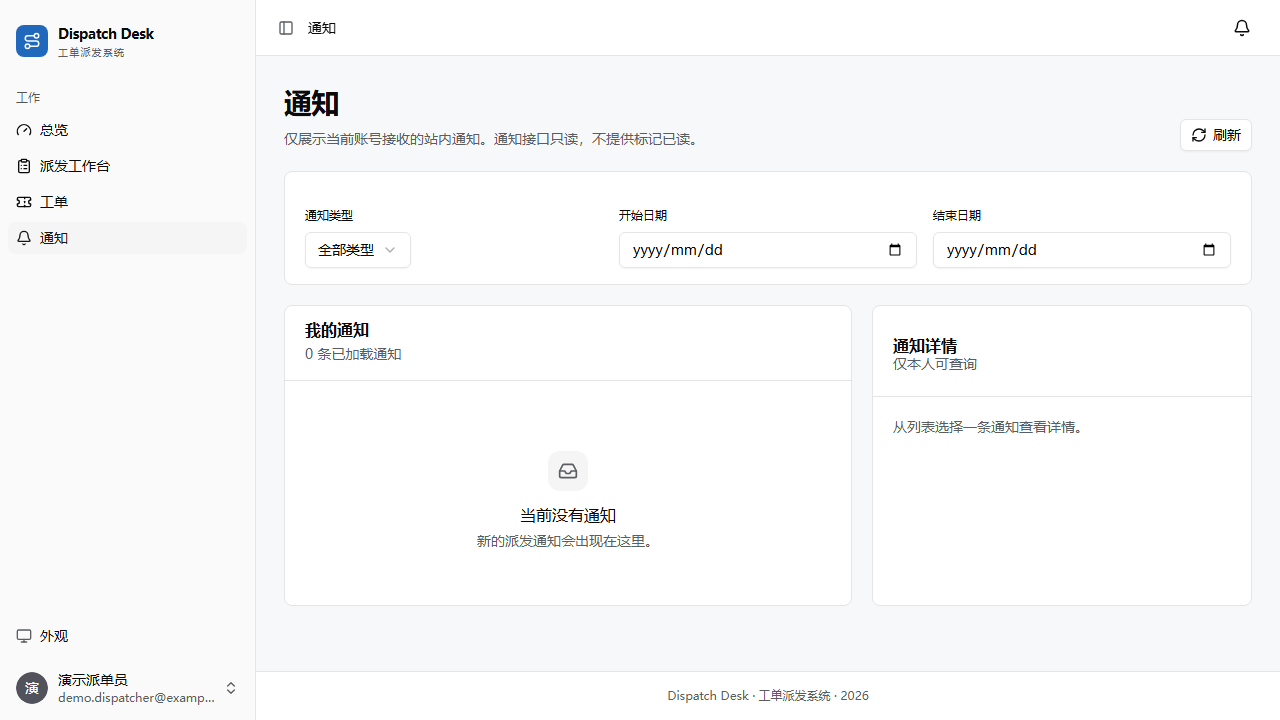 Dispatch Desk
工单派发系统
工作
总览
派发工作台
工单
通知
外观
演
演示派单员
demo.dispatcher@examp...
通知
通知
仅展示当前账号接收的站内通知。通知接口只读，不提供标记已读。
刷新
通知类型
开始日期
结束日期
全部类型
yyyy/mm/dd
yyyy/mm/dd
我的通知
0 条已加载通知
当前没有通知
新的派发通知会出现在这里。
通知详情
仅本人可查询
从列表选择一条通知查看详情。
Dispatch Desk · 工单派发系统 · 2026